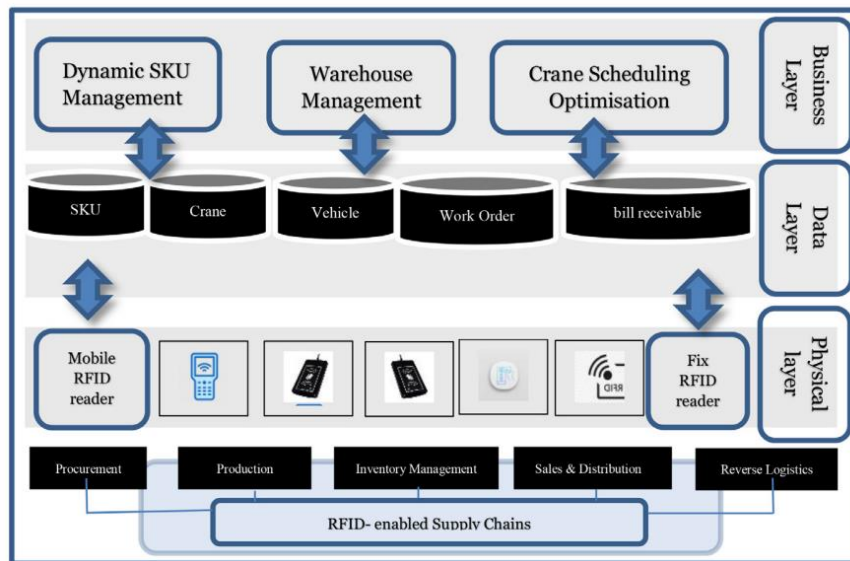 Dynamic SKU
Management
Warehouse
Management
Crane Scheduling
Optimisation
Business
Layer
SKU
Crane
Vehicle
Work Order
bill receivable
Data
Layer
Mobile
RFID
reader
RFID
Fix
RFID
reader
Physical
layer
Procurement
Production
Inventory Management
Sales & Distribution
Reverse Logistics
RFID- enabled Supply Chains